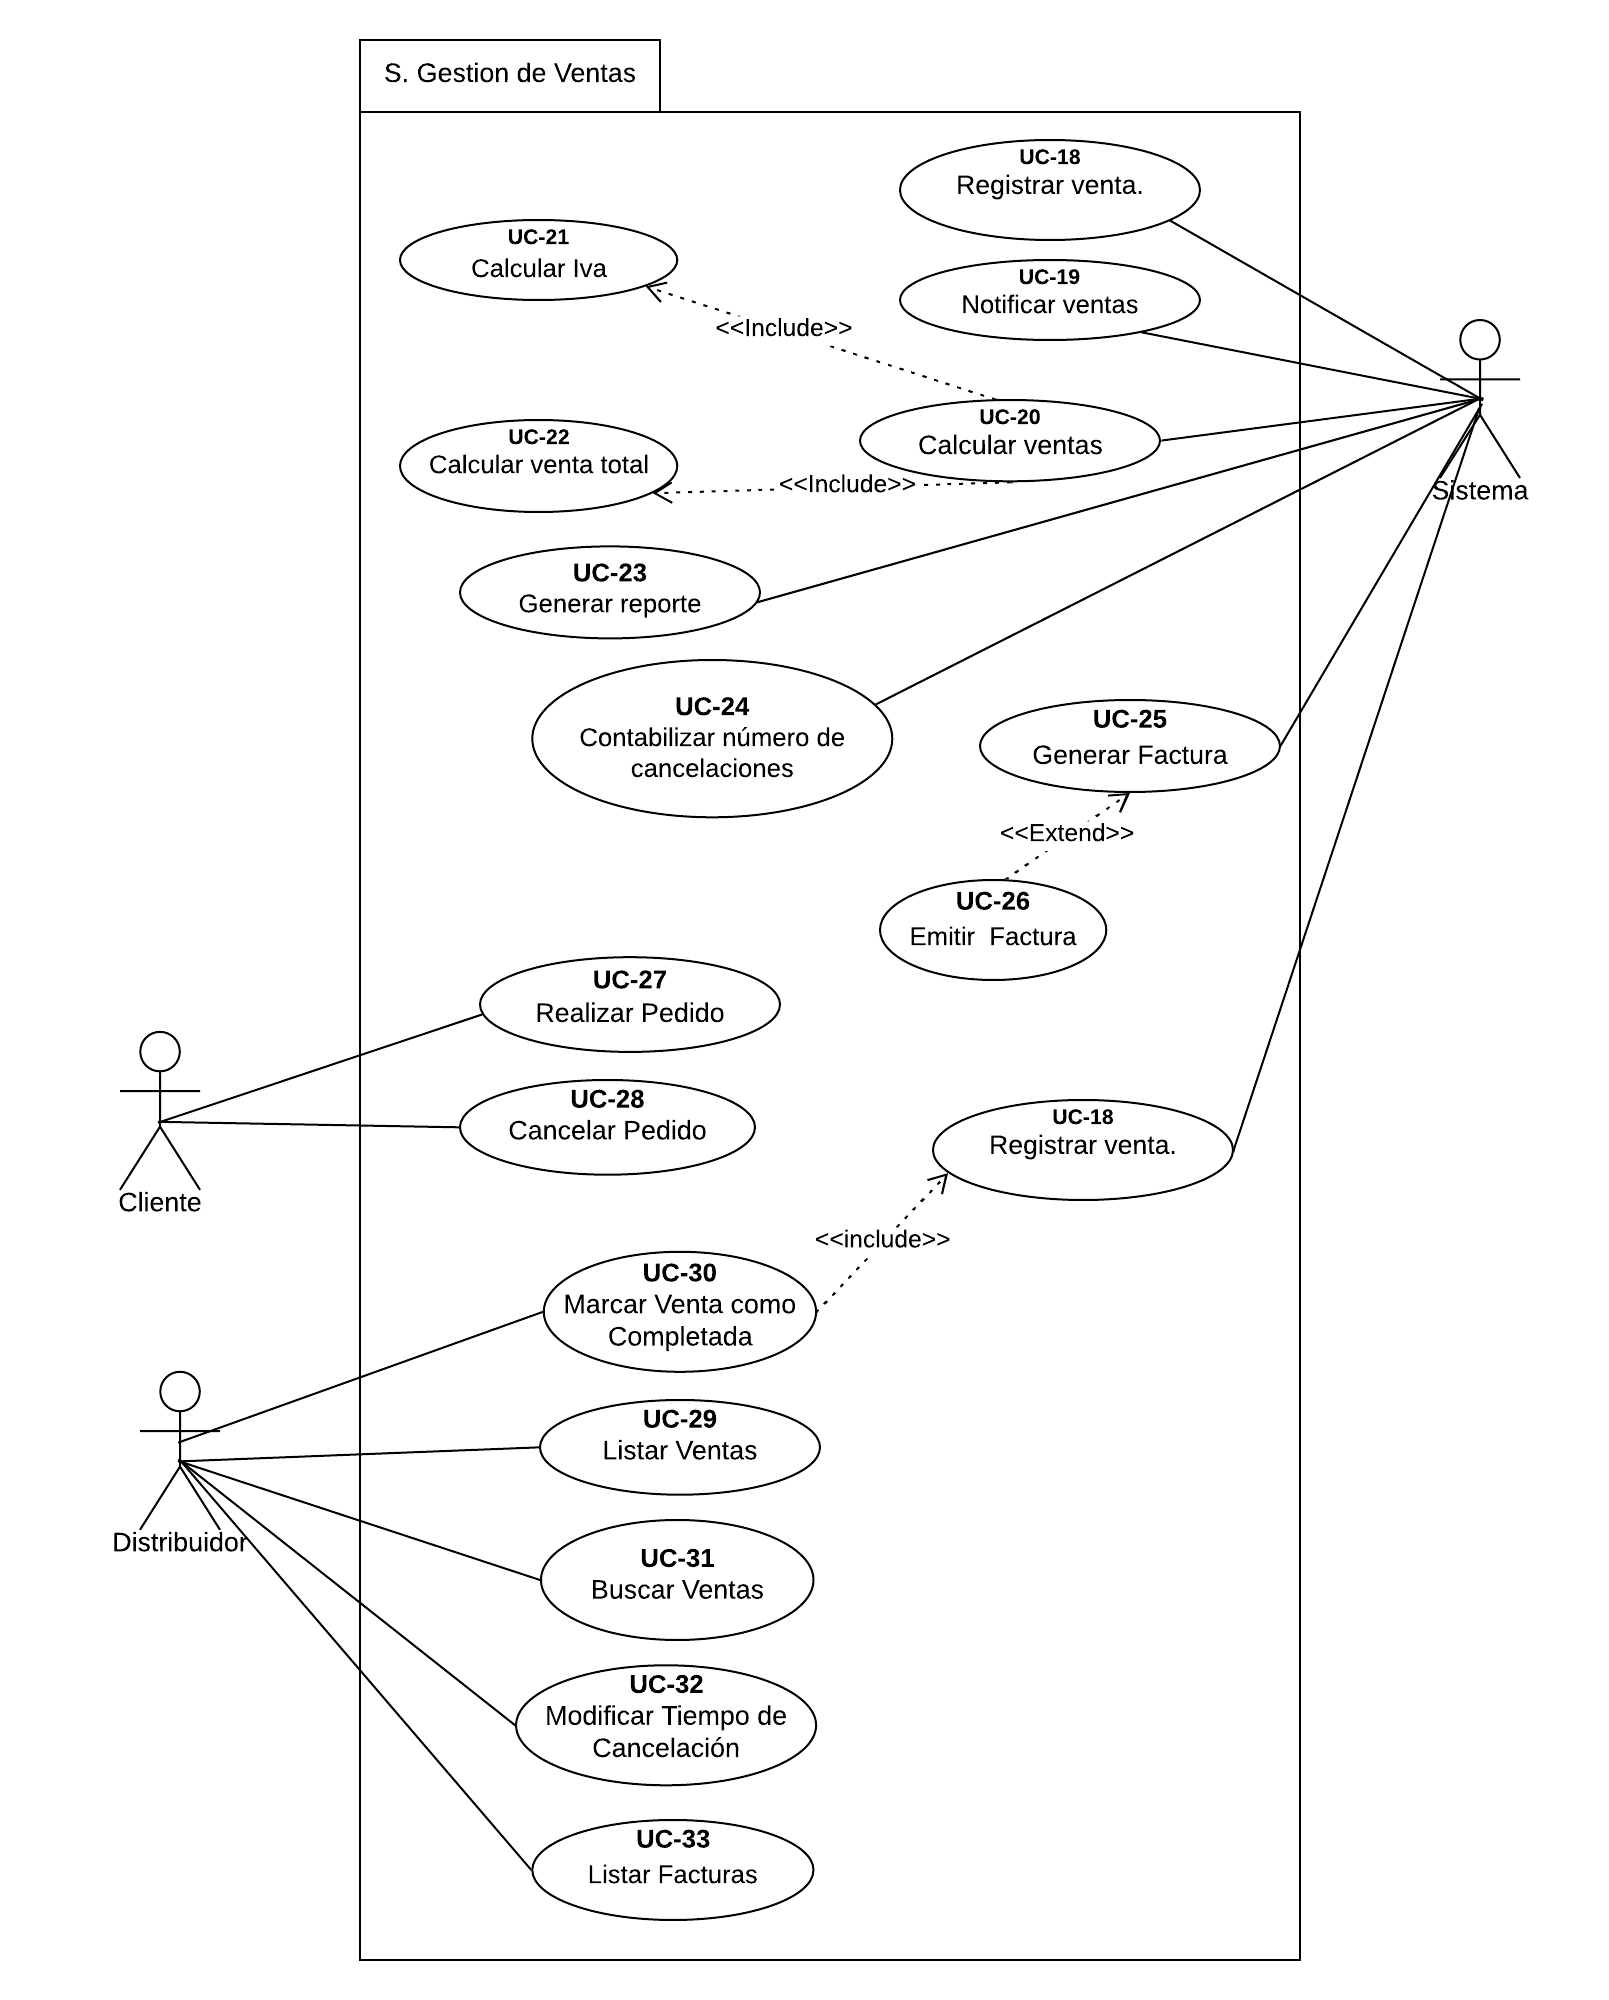 S. Gestion de Ventas
UC-18
Registrar venta.
UC-21
Calcular Iva
UC-19
Notificar ventas
<<Include>>
UC-20
Calcular ventas
UC-22
Calcular venta total
<<Include>>
Sistema
UC-23
Generar reporte
UC-24
Contabilizar número de
cancelaciones
UC-25
Generar Factura
<<Extend>>
UC-26
Emitir  Factura
UC-27
Realizar Pedido
UC-28
Cancelar Pedido
Cliente
UC-18
Registrar venta.
<<include>>
UC-30
Marcar Venta como
Completada
UC-29
Listar Ventas
Distribuidor
UC-31
Buscar Ventas
UC-32
Modificar Tiempo de
Cancelación
UC-33
Listar Facturas